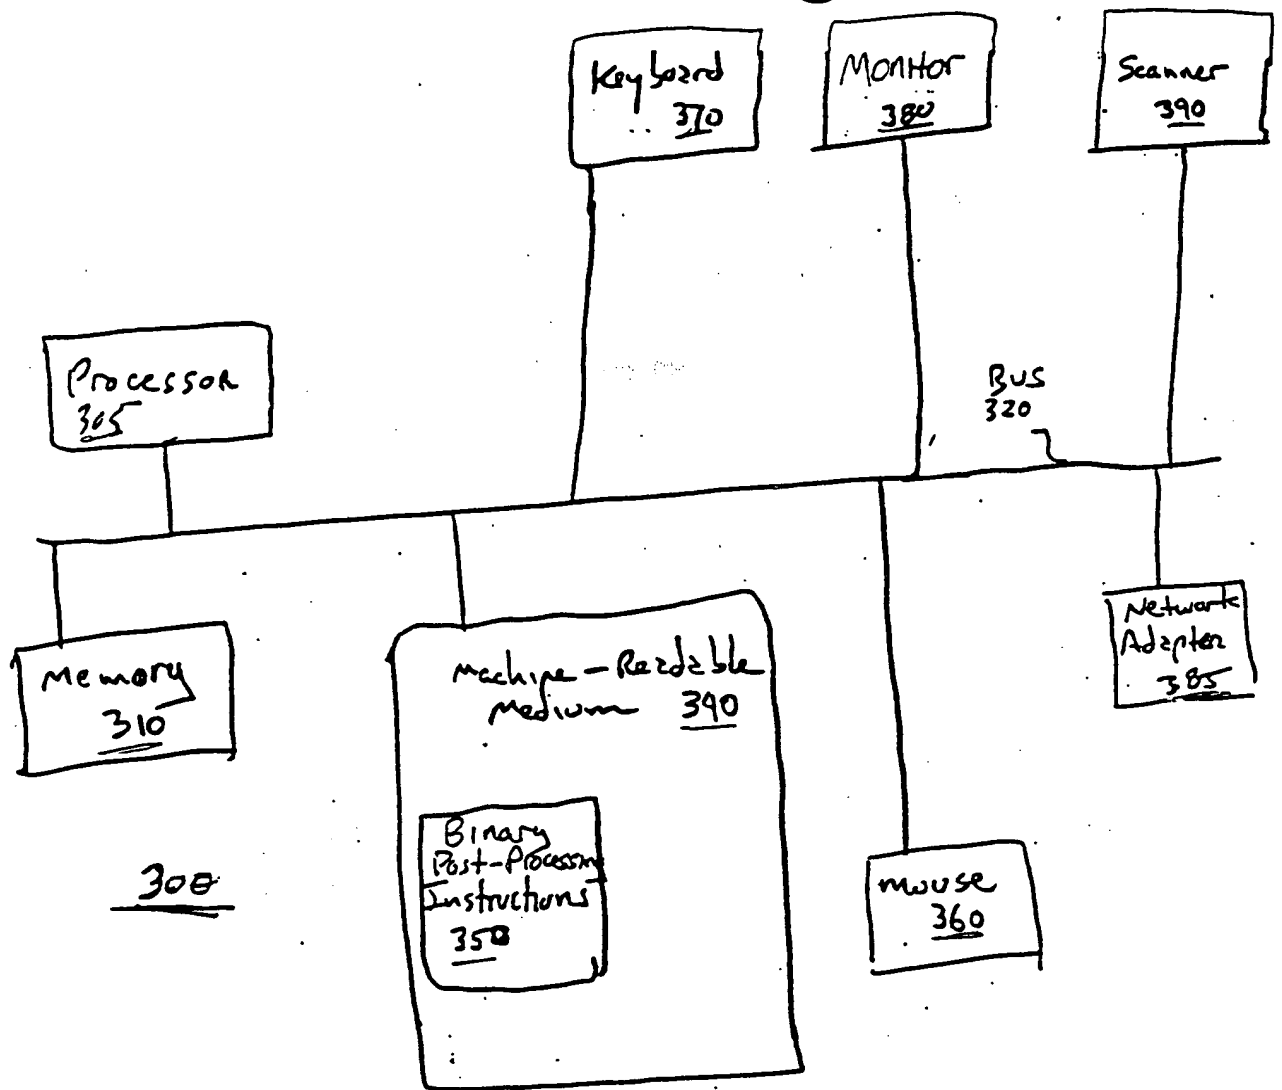 Keyboard
370
Monitor
380
Scanner
390
Processor
305
Bus
320
Memory
310
Machine-Readable
Medium 390
Network
Adapter
385
Binary
Post-Processing
Instructions
350
mouse
360
300